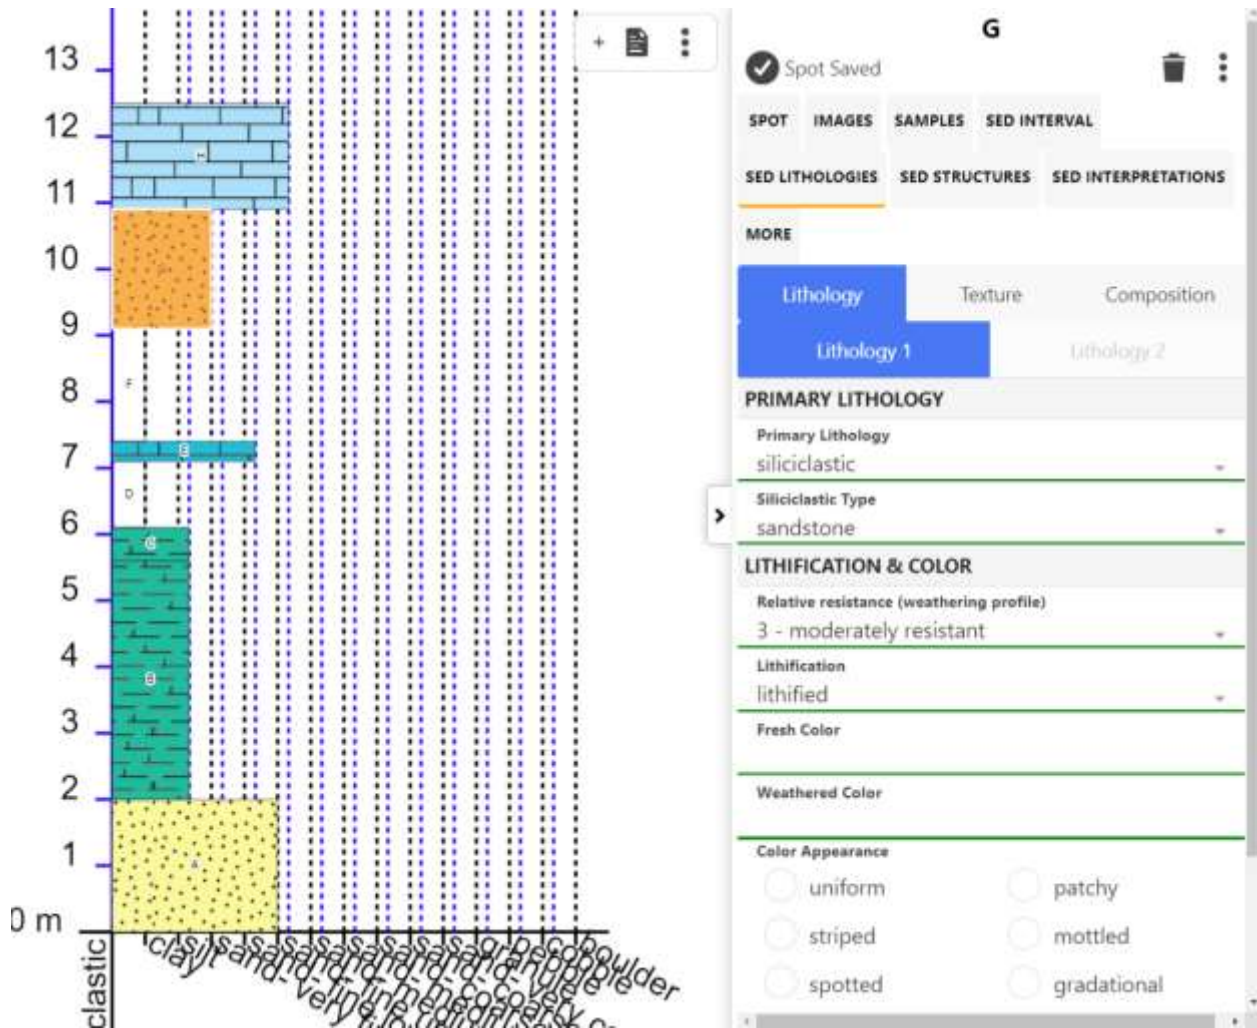 13
12
11
10
9
8
7
6
5
4
3
2
1
0 m
H
F
E
D
C
B
A
clastic
clay
silt
boulder
+
G
Spot Saved
SPOT IMAGES SAMPLES SED INTERVAL
SED LITHOLOGIES SED STRUCTURES SED INTERPRETATIONS
MORE
Lithology Texture Composition
Lithology 1 Lithology 2
PRIMARY LITHOLOGY
Primary Lithology
siliciclastic
Siliciclastic Type
sandstone
LITHIFICATION & COLOR
Relative resistance (weathering profile)
3 - moderately resistant
Lithification
lithified
Fresh Color
Weathered Color
Color Appearance
uniform patchy
striped mottled
spotted gradational